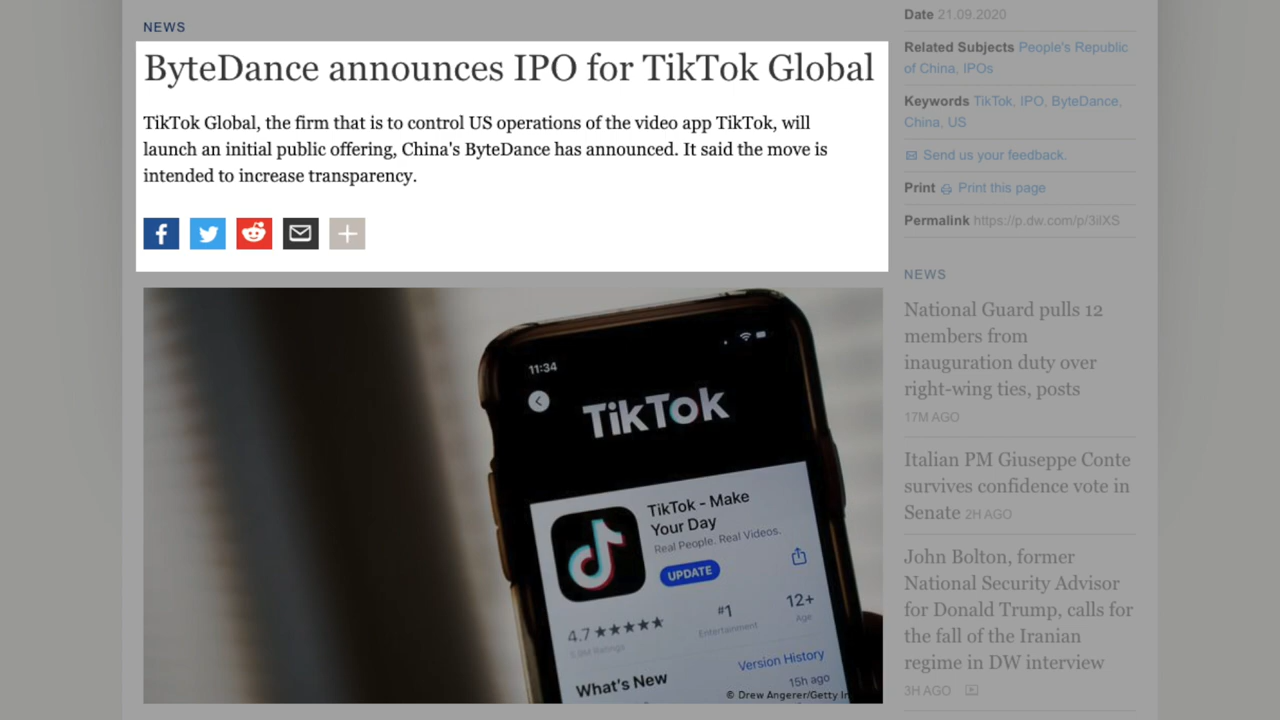 NEWS
ByteDance announces IPO for TikTok Global
TikTok Global, the firm that is to control US operations of the video app TikTok, will
launch an initial public offering, China's ByteDance has announced. It said the move is
intended to increase transparency.
11:34
TikTok
TikTok - Make
Your Day
Real People. Real Videos.
UPDATE
4.7 ★★★★★
#1
Entertainment
12+
Age
What's New
Version History
15h ago
© Drew Angerer/Getty
Date 21.09.2020
Related Subjects People's Republic
of China, IPOs
Keywords TikTok, IPO, ByteDance,
China, US
Send us your feedback.
Print Print this page
Permalink https://p.dw.com/p/3ilXS
NEWS
National Guard pulls 12
members from
inauguration duty over
right-wing ties, posts
17M AGO
Italian PM Giuseppe Conte
survives confidence vote in
Senate 2H AGO
John Bolton, former
National Security Advisor
for Donald Trump, calls for
the fall of the Iranian
regime in DW interview
3H AGO